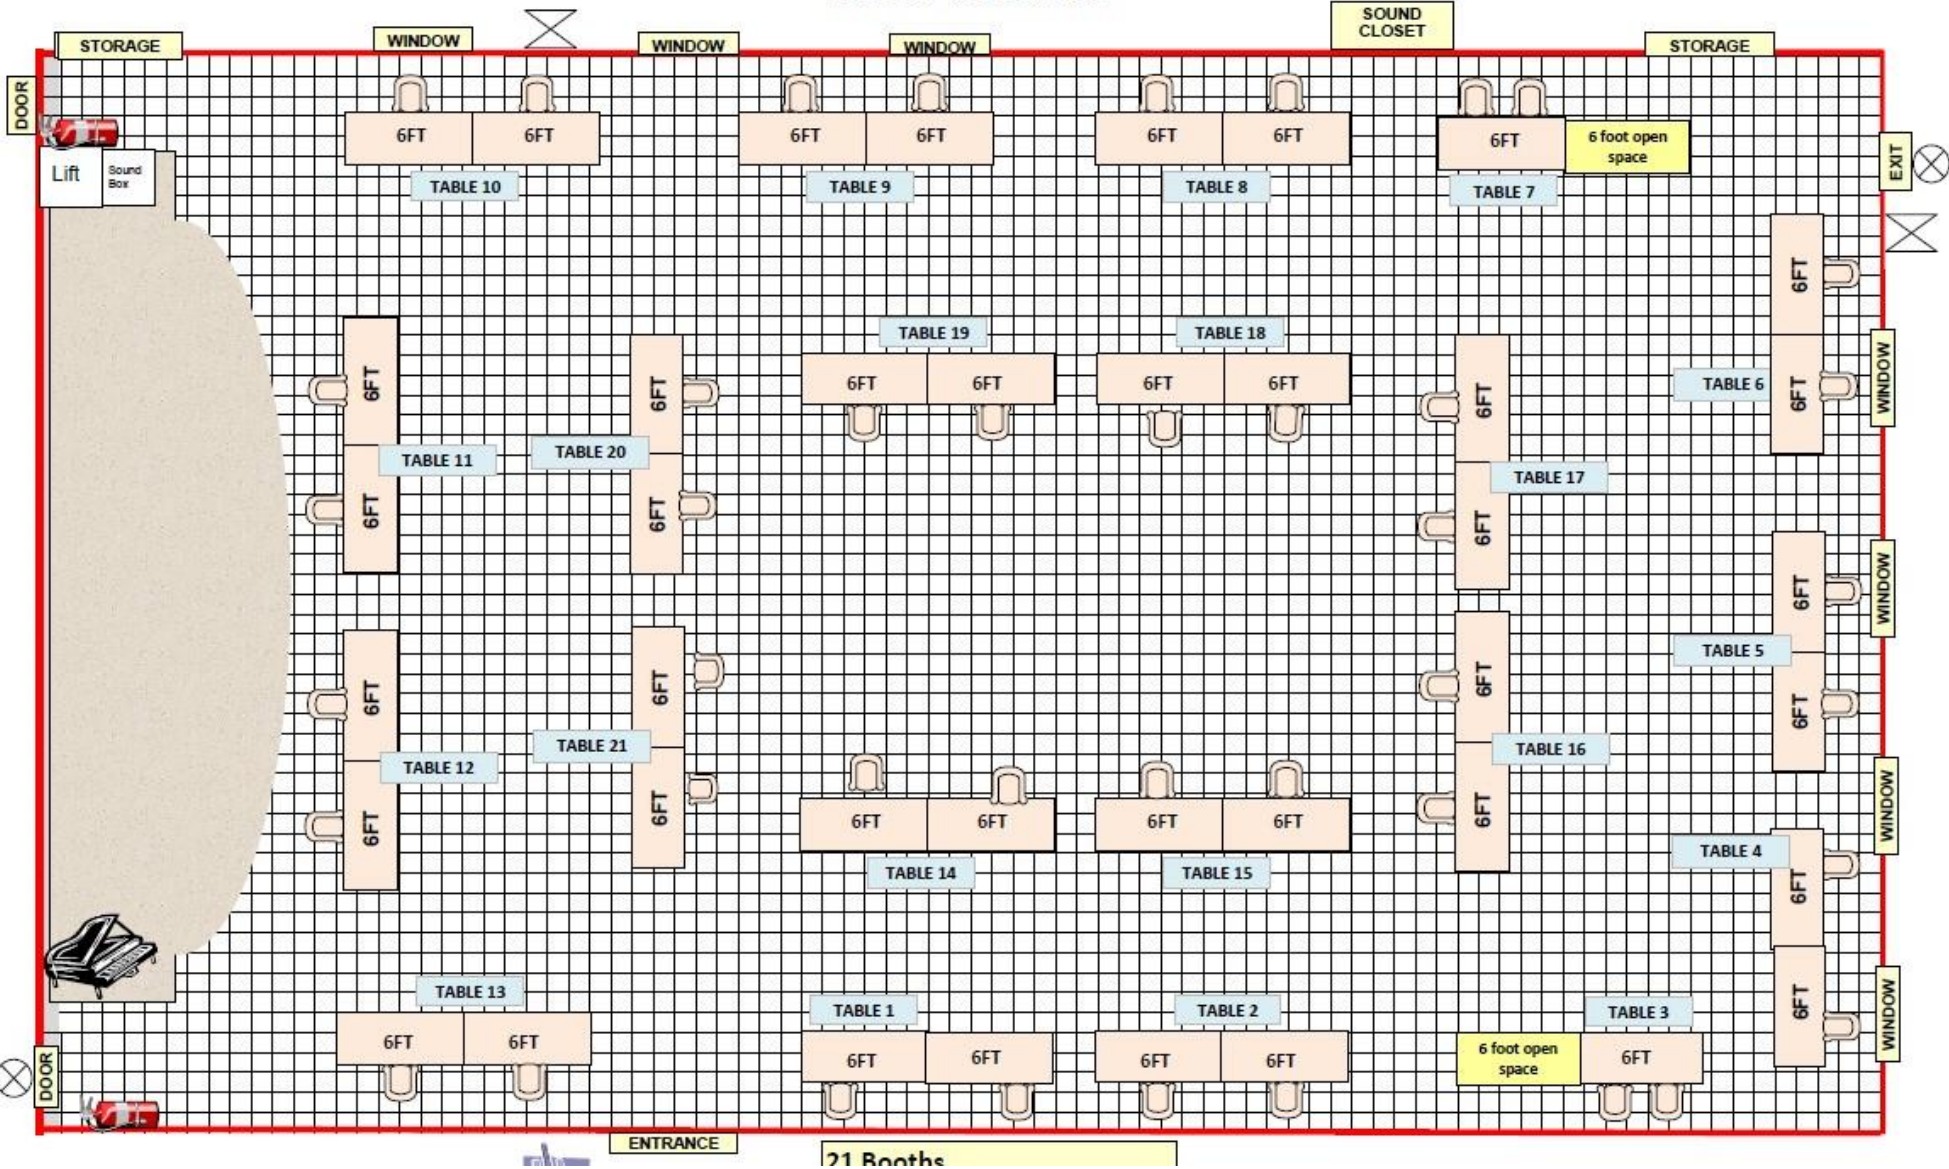 SOUND
CLOSET
STORAGE
WINDOW
WINDOW
WINDOW
STORAGE
DOOR
6FT
6FT
6FT
6FT
6FT
6FT
6FT
6 foot open
space
EXIT
Lift
Sound
Box
TABLE 10
TABLE 9
TABLE 8
TABLE 7
6FT
TABLE 19
TABLE 18
6FT
6FT
6FT
6FT
6FT
6FT
6FT
TABLE 6
6FT
WINDOW
TABLE 11
TABLE 20
TABLE 17
6FT
6FT
6FT
6FT
WINDOW
TABLE 5
6FT
6FT
6FT
6FT
TABLE 12
TABLE 21
TABLE 16
6FT
6FT
6FT
6FT
6FT
6FT
6FT
WINDOW
TABLE 4
6FT
TABLE 14
TABLE 15
TABLE 13
TABLE 1
TABLE 2
TABLE 3
6FT
WINDOW
6FT
6FT
6FT
6FT
6FT
6FT
6 foot open
space
6FT
DOOR
ENTRANCE
21 Booths